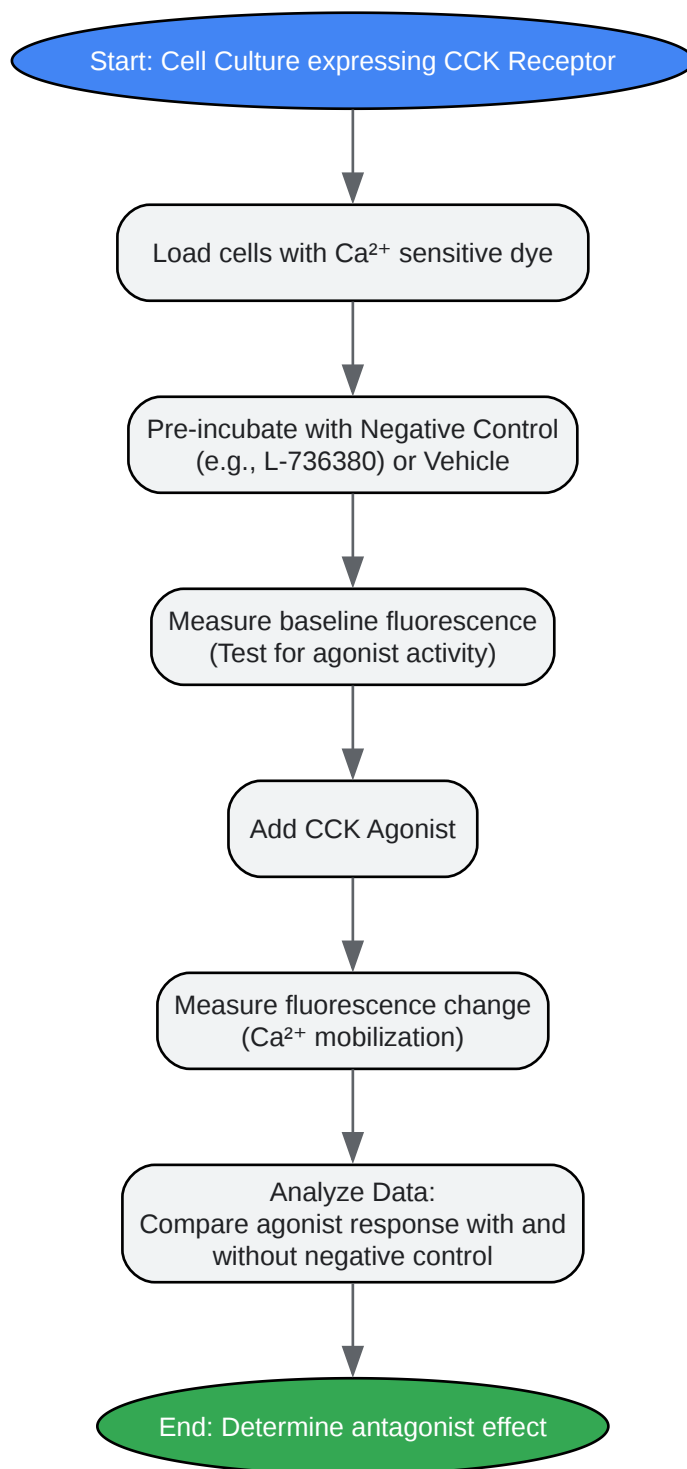 Start: Cell Culture expressing CCK Receptor
Load cells with Ca²⁺ sensitive dye
Pre-incubate with Negative Control
(e.g., L-736380) or Vehicle
Measure baseline fluorescence
(Test for agonist activity)
Add CCK Agonist
Measure fluorescence change
(Ca²⁺ mobilization)
Analyze Data:
Compare agonist response with and
without negative control
End: Determine antagonist effect